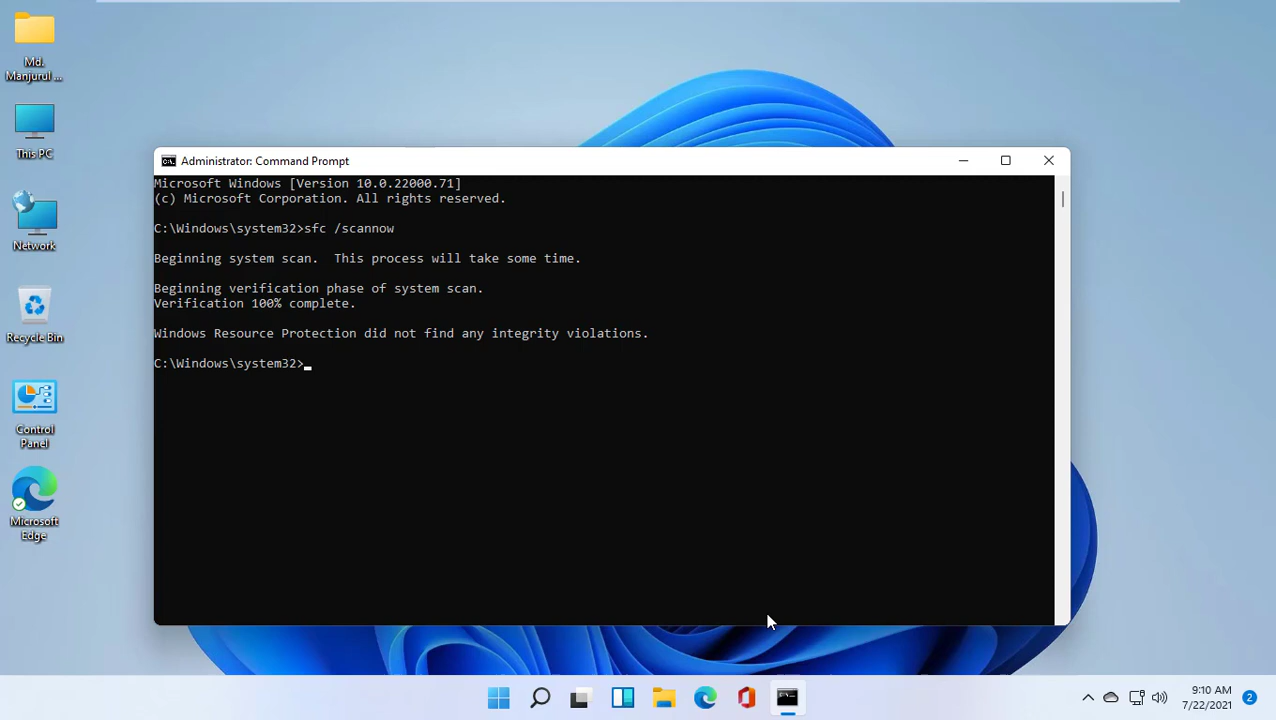 Md.
Manjurul ...
This PC
Network
Recycle Bin
Control
Panel
Microsoft
Edge
Administrator: Command Prompt
Microsoft Windows [Version 10.0.22000.71]
(c) Microsoft Corporation. All rights reserved.
C:\Windows\system32>sfc /scannow
Beginning system scan.  This process will take some time.
Beginning verification phase of system scan.
Verification 100% complete.
Windows Resource Protection did not find any integrity violations.
C:\Windows\system32>
9:10 AM
7/22/2021
2